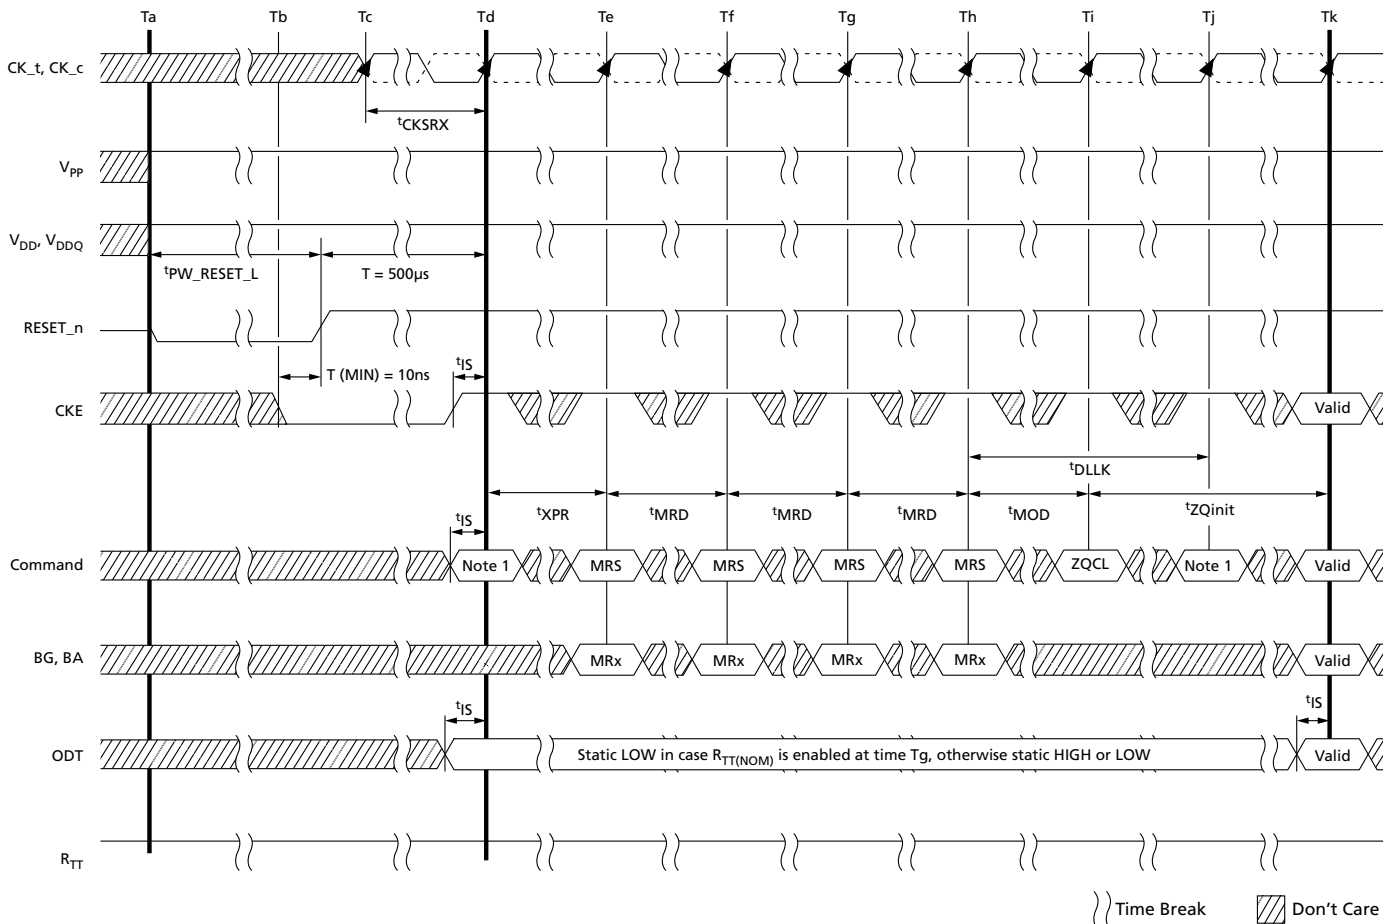 Ta Tb Tc Td Te Tf Tg Th Ti Tj Tk
CK_t, CK_c
tCKSRX
VPP
VDD, VDDQ
tPW_RESET_L T = 500µs
RESET_n
T (MIN) = 10ns tIS
CKE Valid
tDLLK
tXPR tMRD tMRD tMRD tMOD tZQinit
tIS
Command Note 1 MRS MRS MRS MRS ZQCL Note 1 Valid
BG, BA MRx MRx MRx MRx Valid
tIS tIS
ODT Static LOW in case RTT(NOM) is enabled at time Tg, otherwise static HIGH or LOW Valid
RTT
Time Break Don't Care